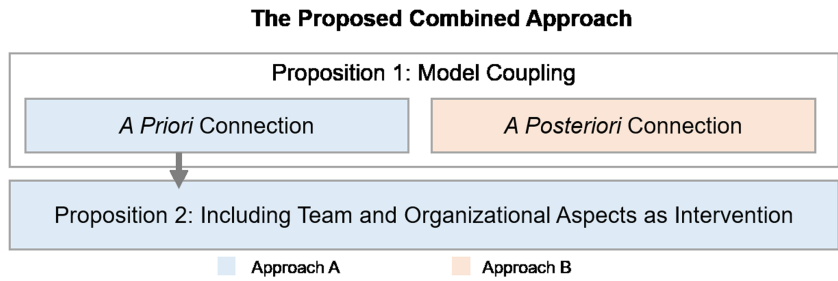 The Proposed Combined Approach
Proposition 1: Model Coupling
A Priori Connection
A Posteriori Connection
Proposition 2: Including Team and Organizational Aspects as Intervention
Approach A
Approach B